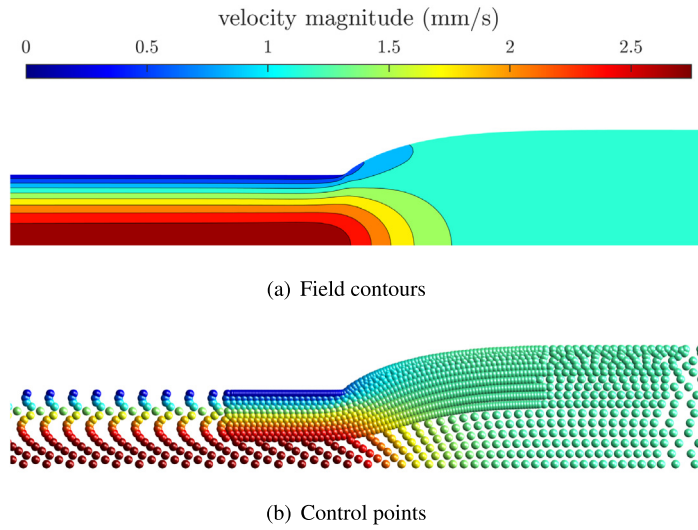 velocity magnitude (mm/s)
0 0.5 1 1.5 2 2.5
(a) Field contours
(b) Control points